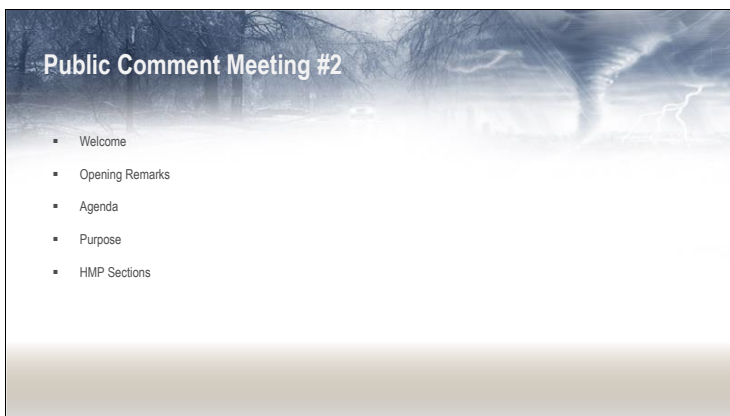 Public Comment Meeting #2
▪ Welcome
▪ Opening Remarks
▪ Agenda
▪ Purpose
▪ HMP Sections